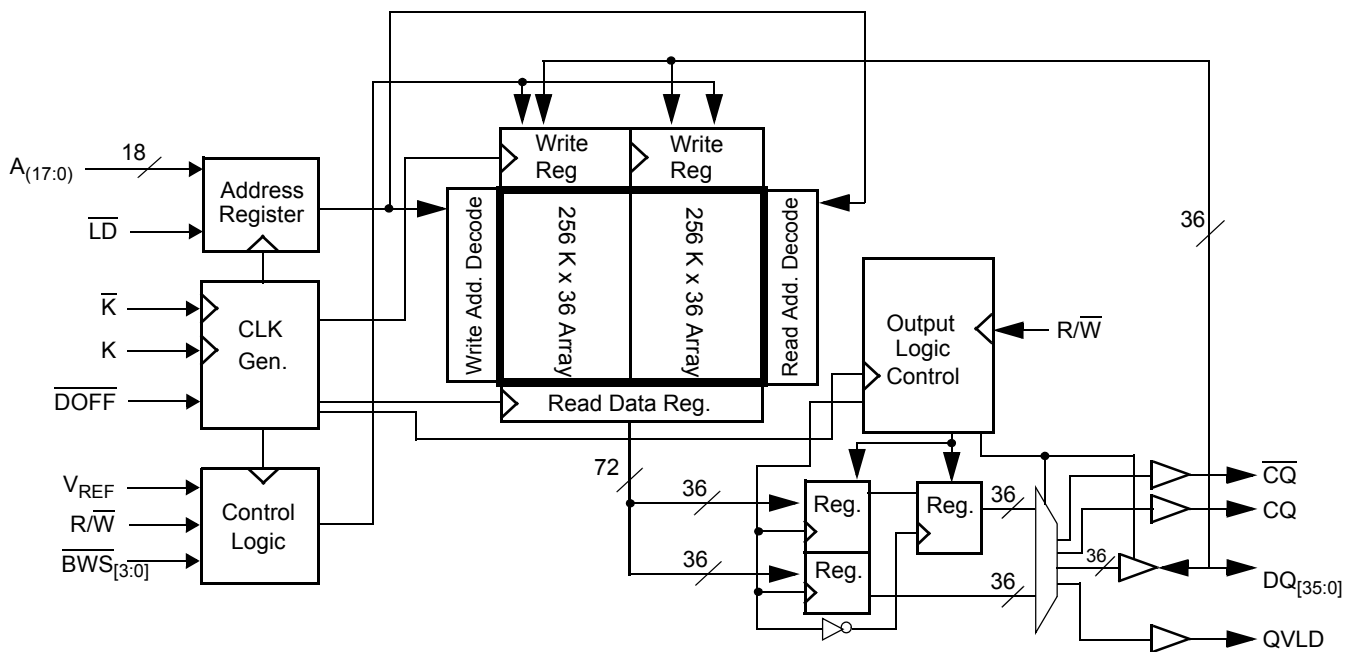 A(17:0)
18
LD
Address
Register
K
K
DOFF
CLK
Gen.
VREF
R/W
BWS[3:0]
Control
Logic
Write
Reg
Write
Reg
Write Add. Decode
256 K x 36 Array
256 K x 36 Array
Read Add. Decode
Read Data Reg.
36
Output
Logic
Control
R/W
72
36
Reg.
Reg.
36
36
Reg.
36
36
CQ
CQ
DQ[35:0]
QVLD